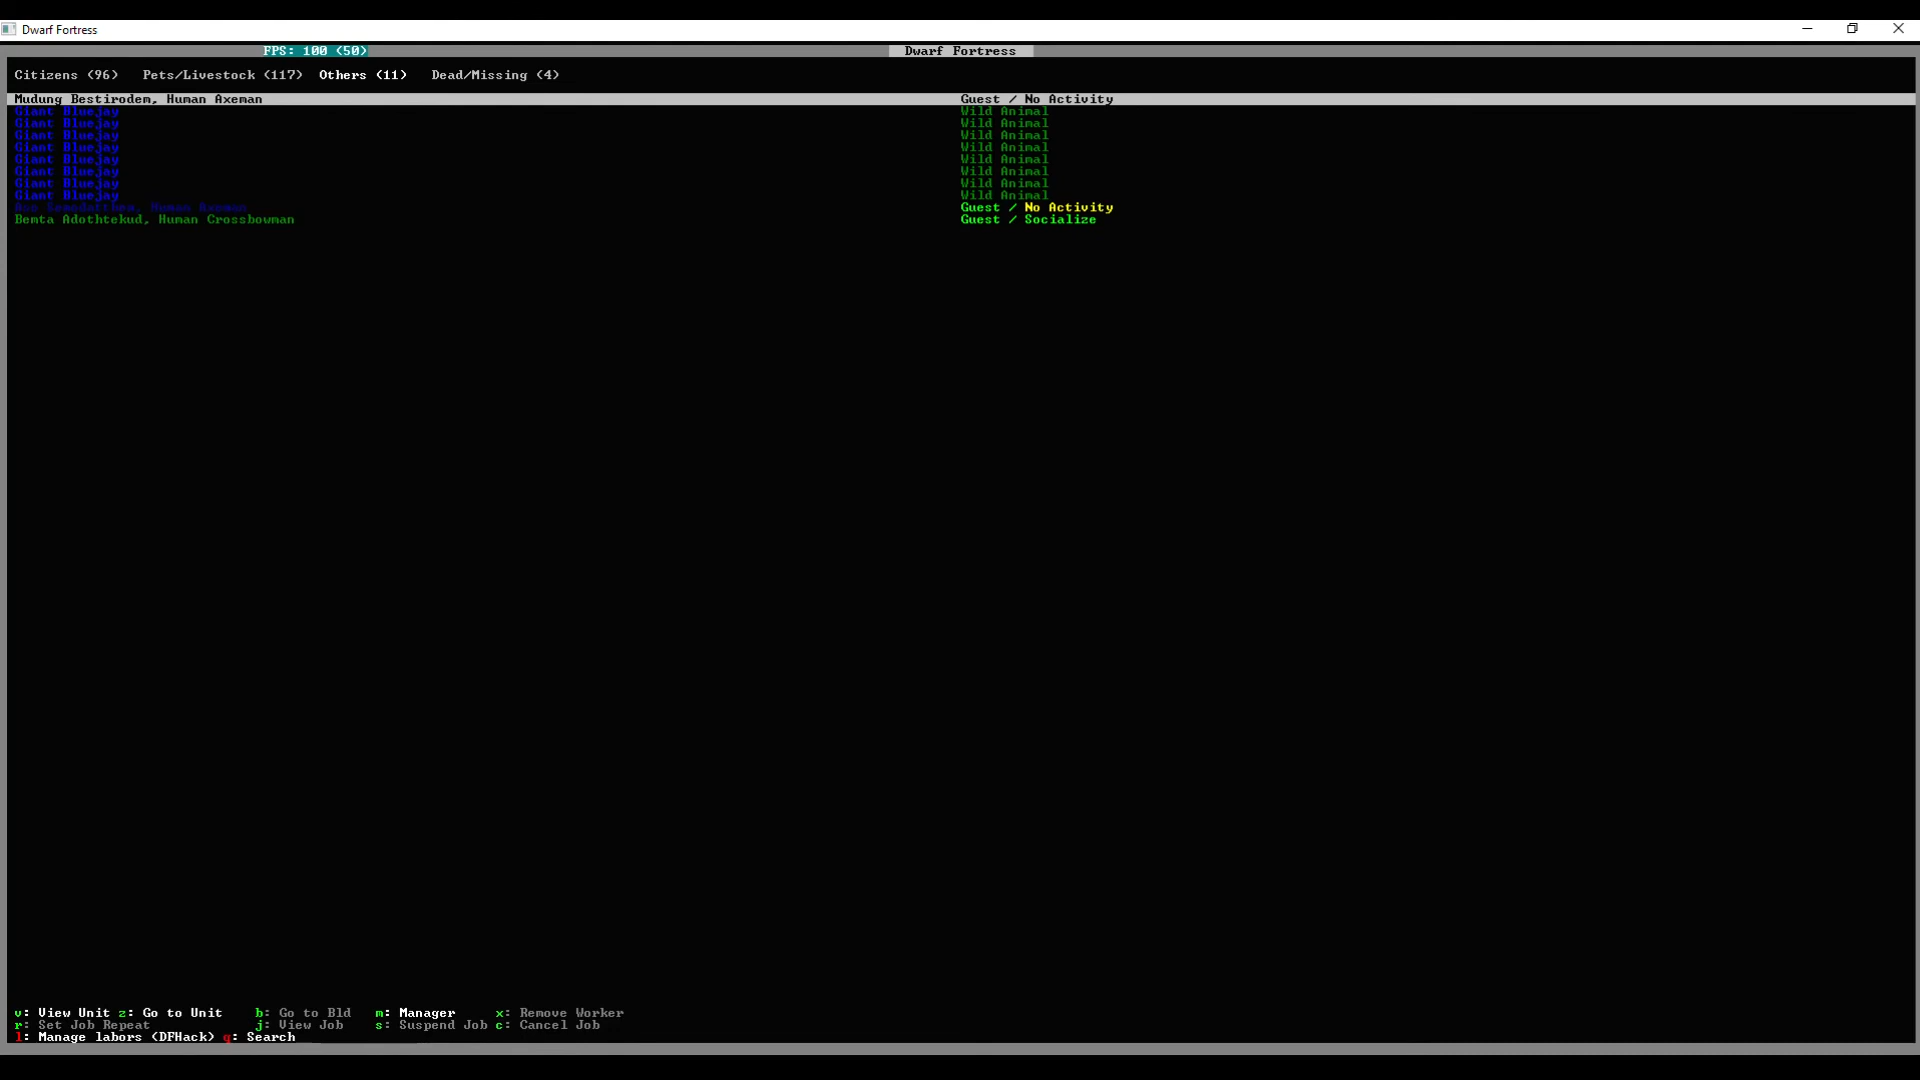 Dwarf Fortress
FPS: 100 (50) Dwarf Fortress
Citizens (96) Pets/Livestock (117) Others (11) Dead/Missing (4)
Mudung Bestirodem, Human Axeman Guest / No Activity
Giant Bluejay Wild Animal
Giant Bluejay Wild Animal
Giant Bluejay Wild Animal
Giant Bluejay Wild Animal
Giant Bluejay Wild Animal
Giant Bluejay Wild Animal
Giant Bluejay Wild Animal
Giant Bluejay Wild Animal
Human Axeman Guest / No Activity
Bemta Adothtekud, Human Crossbowman Guest / Socialize
v: View Unit z: Go to Unit b: Go to Bld m: Manager x: Remove Worker
r: Set Job Repeat j: View Job s: Suspend Job c: Cancel Job
l: Manage labors (DFHack) q: Search